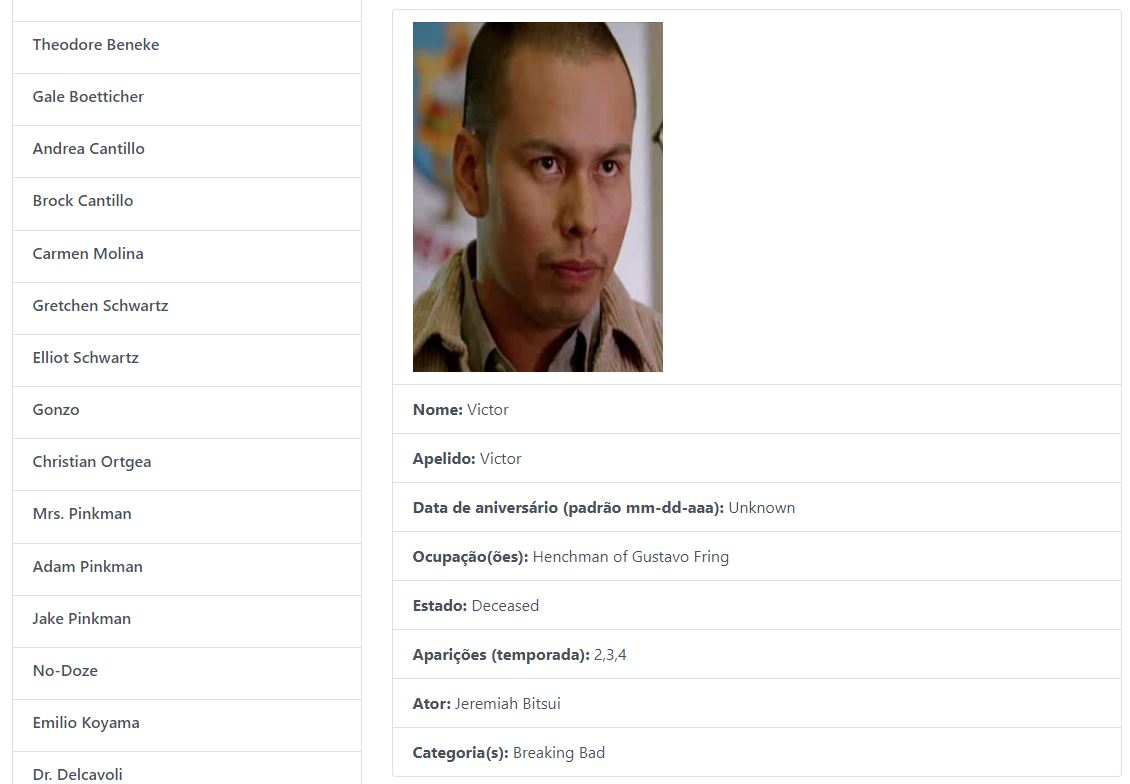 Theodore Beneke
Gale Boetticher
Andrea Cantillo
Brock Cantillo
Carmen Molina
Gretchen Schwartz
Elliot Schwartz
Gonzo
Christian Ortgea
Mrs. Pinkman
Adam Pinkman
Jake Pinkman
No-Doze
Emilio Koyama
Dr. Delcavoli
Nome: Victor
Apelido: Victor
Data de aniversário (padrão mm-dd-aaa): Unknown
Ocupação(ões): Henchman of Gustavo Fring
Estado: Deceased
Aparições (temporada): 2,3,4
Ator: Jeremiah Bitsui
Categoria(s): Breaking Bad